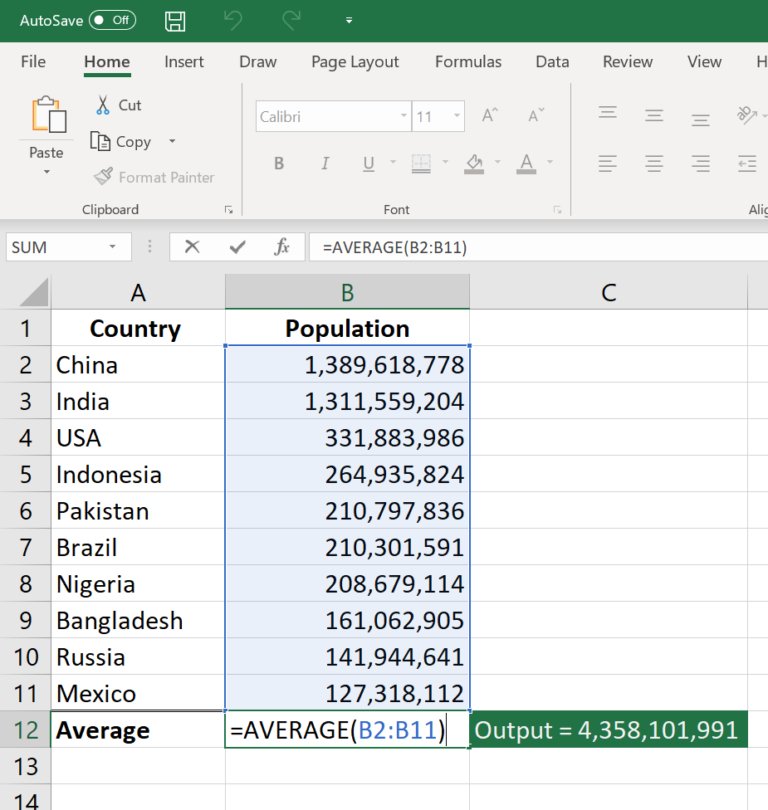 AutoSave Off
File Home Insert Draw Page Layout Formulas Data Review View H
Paste
Cut
Copy
Format Painter
Clipboard
Calibri 11 A A
B I U A
Font
Alig
SUM fx =AVERAGE(B2:B11)
A B C
1 Country Population
2 China 1,389,618,778
3 India 1,311,559,204
4 USA 331,883,986
5 Indonesia 264,935,824
6 Pakistan 210,797,836
7 Brazil 210,301,591
8 Nigeria 208,679,114
9 Bangladesh 161,062,905
10 Russia 141,944,641
11 Mexico 127,318,112
12 Average =AVERAGE(B2:B11) Output = 4,358,101,991
13
14